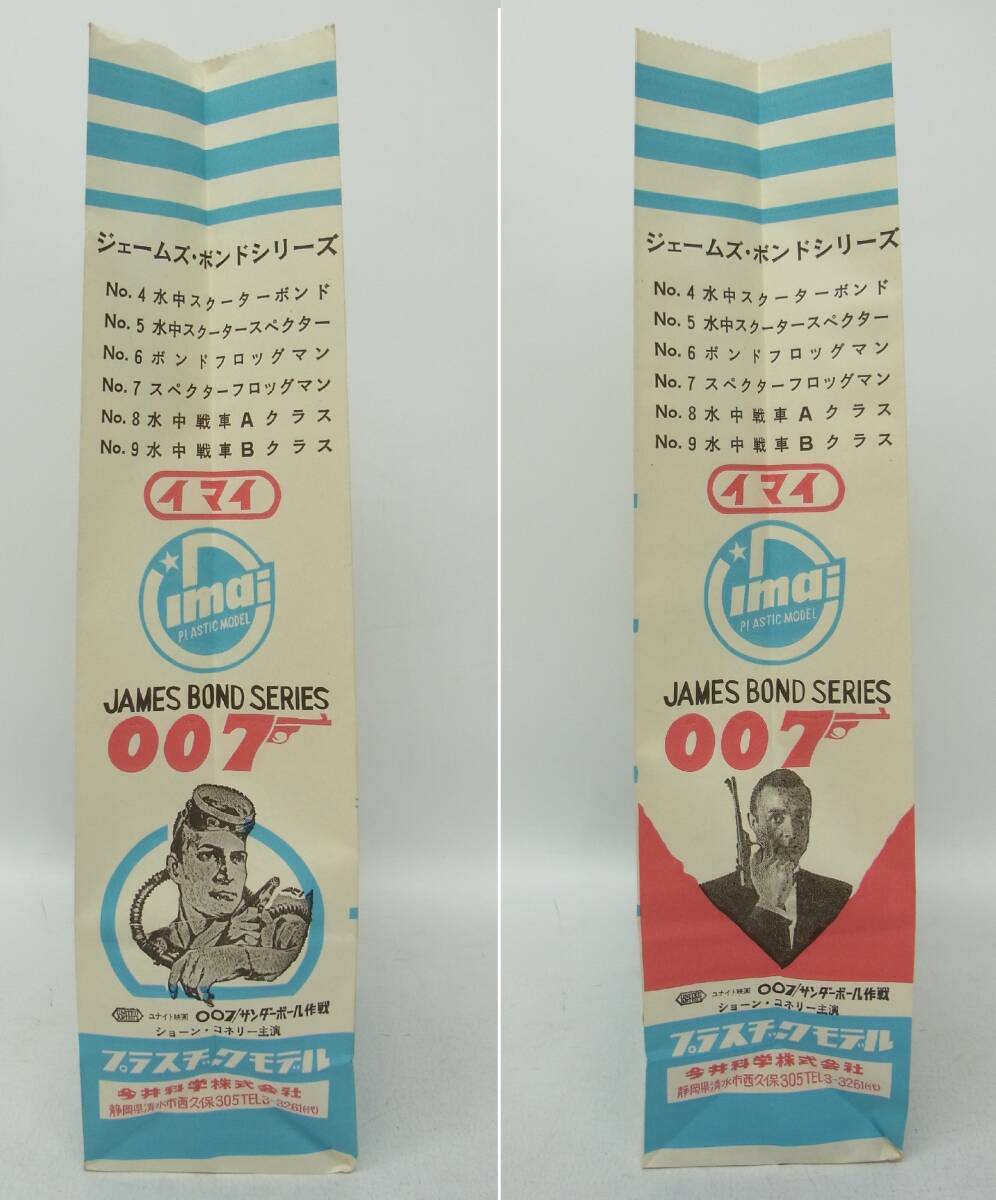 ジェームズ・ボンドシリーズ
No.4水中スクーターボンド
No.5水中スクータースペクター
No.6ボンドフロッグマン
No.7スペクターフロッグマン
No.8水中戦車Aクラス
No.9水中戦車Bクラス
イマイ
imai
PLASTIC MODEL
JAMES BOND SERIES
007
ユナイト映画 007/サンダーボール作戦
ショーン・コネリー主演
プラスチックモデル
今井科学株式会社
静岡県清水市西久保305TEL3-3261(代)
ジェームズ・ボンドシリーズ
No.4水中スクーターボンド
No.5水中スクータースペクター
No.6ボンドフロッグマン
No.7スペクターフロッグマン
No.8水中戦車Aクラス
No.9水中戦車Bクラス
イマイ
imai
PLASTIC MODEL
JAMES BOND SERIES
007
ユナイト映画 007/サンダーボール作戦
ショーン・コネリー主演
プラスチックモデル
今井科学株式会社
静岡県清水市西久保305TEL3-3261(代)